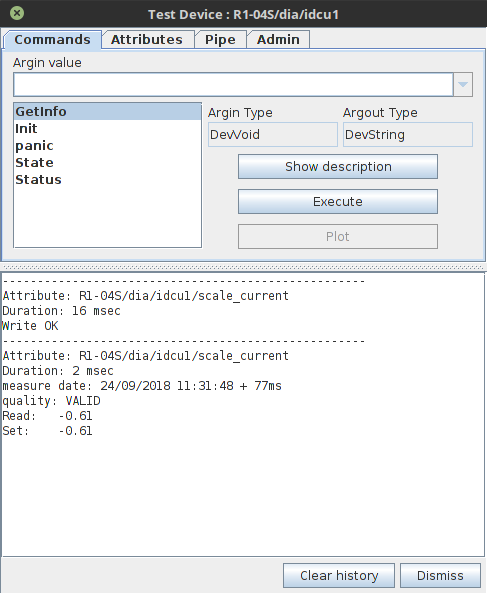 Test Device : R1-04S/dia/idcu1
Commands Attributes Pipe Admin
Argin value
GetInfo
Init
panic
State
Status
Argin Type Argout Type
DevVoid DevString
Show description
Execute
Plot
----------------------------------------------------
Attribute: R1-04S/dia/idcu1/scale_current
Duration: 16 msec
Write OK
----------------------------------------------------
Attribute: R1-04S/dia/idcu1/scale_current
Duration: 2 msec
measure date: 24/09/2018 11:31:48 + 77ms
quality: VALID
Read:   -0.61
Set:    -0.61
Clear history Dismiss